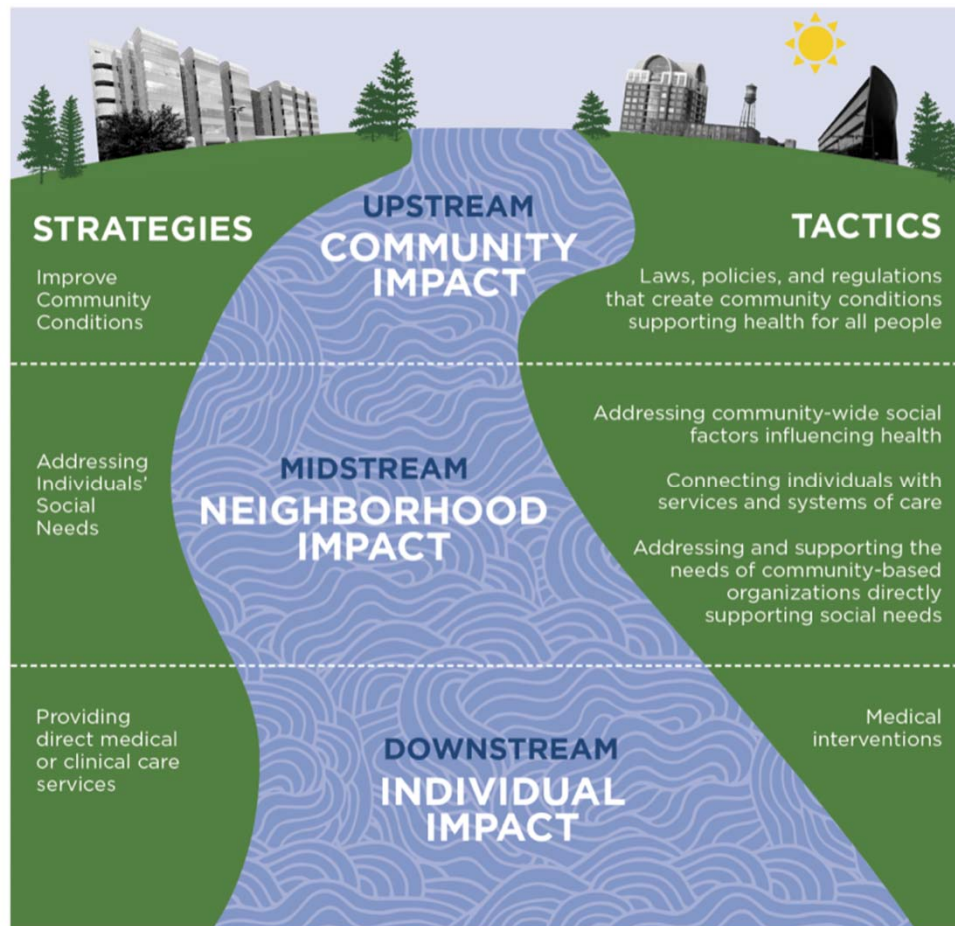 STRATEGIES
Improve
Community
Conditions
UPSTREAM
COMMUNITY
IMPACT
TACTICS
Laws, policies, and regulations
that create community conditions
supporting health for all people
Addressing
Individuals’
Social
Needs
MIDSTREAM
NEIGHBORHOOD
IMPACT
Addressing community-wide social
factors influencing health
Connecting individuals with
services and systems of care
Addressing and supporting the
needs of community-based
organizations directly
supporting social needs
Providing
direct medical
or clinical care
services
DOWNSTREAM
INDIVIDUAL
IMPACT
Medical
interventions